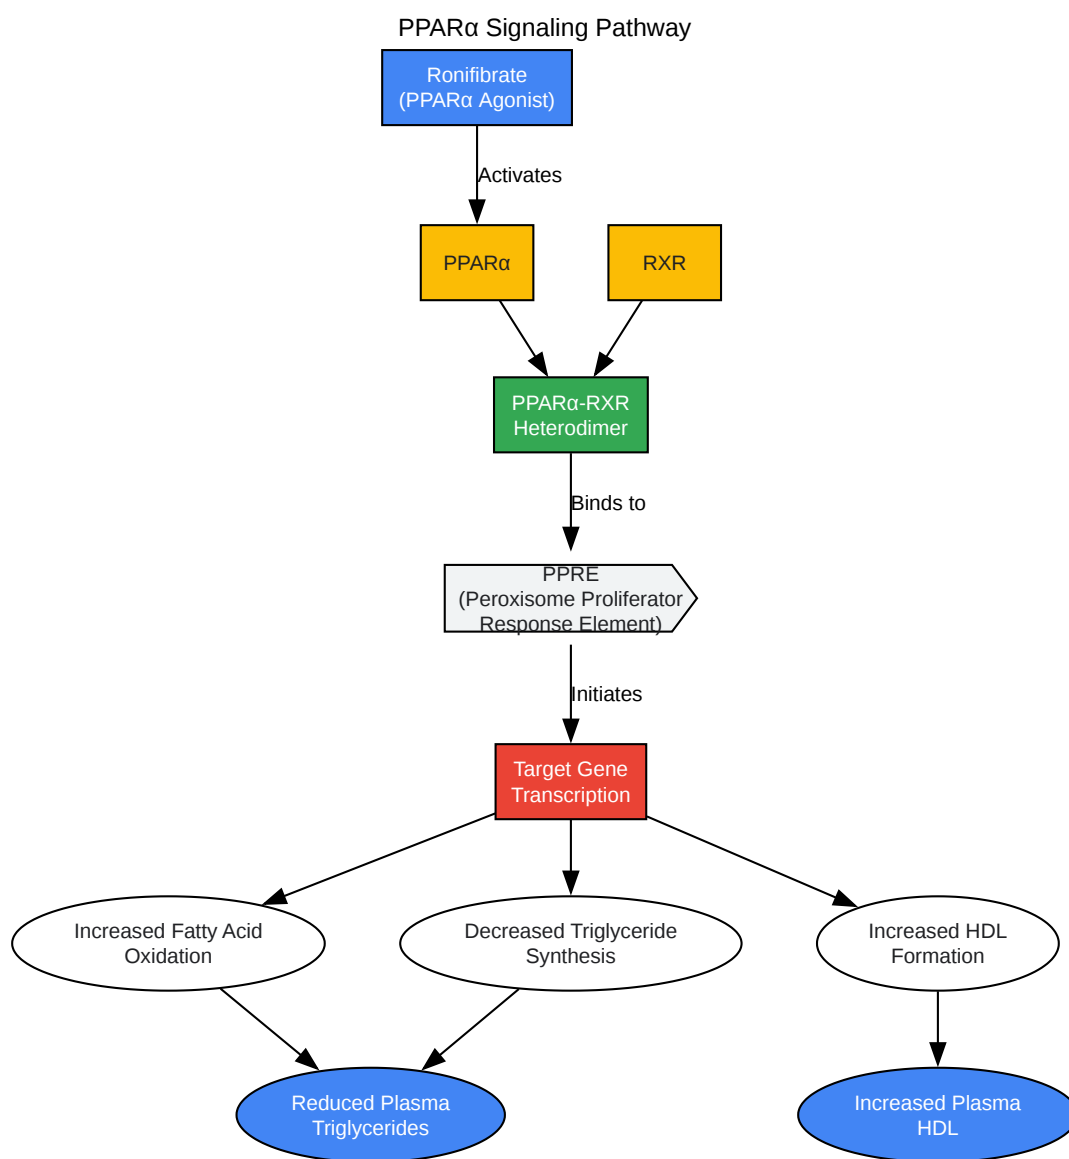 PPARα Signaling Pathway
Ronifibrate
(PPARα Agonist)
Activates
PPARα
RXR
PPARα-RXR
Heterodimer
Binds to
PPRE
(Peroxisome Proliferator
Response Element)
Initiates
Target Gene
Transcription
Increased Fatty Acid
Oxidation
Decreased Triglyceride
Synthesis
Increased HDL
Formation
Reduced Plasma
Triglycerides
Increased Plasma
HDL